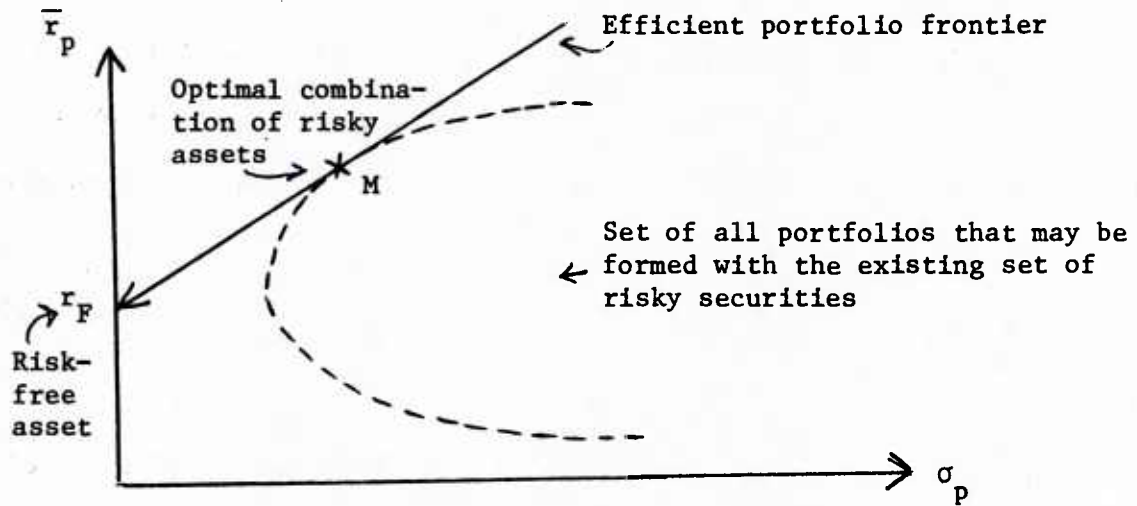 r̅p
Efficient portfolio frontier
Optimal combina-
tion of risky
assets
M
Set of all portfolios that may be
formed with the existing set of
risky securities
rF
Risk-
free
asset
σp